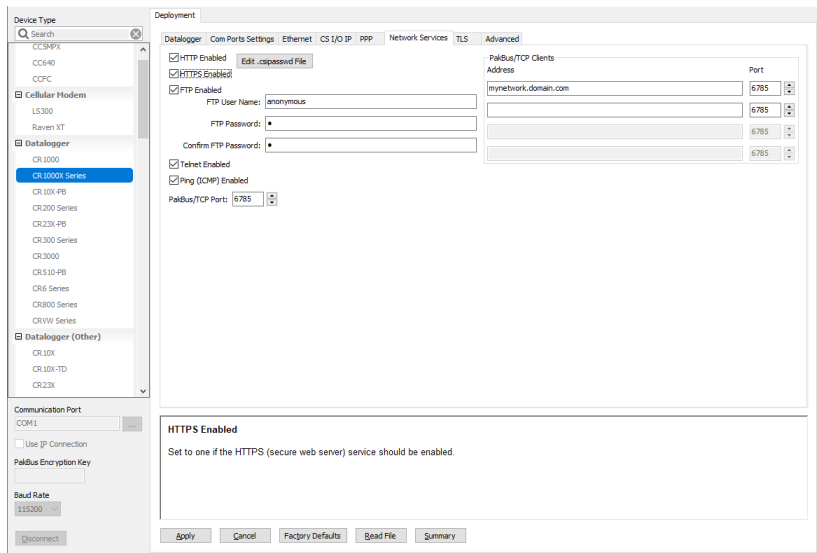 Device Type
Search
CC5MPX
CC640
CCFC
Cellular Modem
LS300
Raven XT
Datalogger
CR1000
CR1000X Series
CR10X-PB
CR200 Series
CR23X-PB
CR300 Series
CR3000
CR510-PB
CR6 Series
CR800 Series
CRVW Series
Datalogger (Other)
CR10X
CR10X-TD
CR23X
Communication Port
COM1
...
Use IP Connection
PakBus Encryption Key
Baud Rate
115200
Disconnect
Deployment
Datalogger Com Ports Settings Ethernet CS I/O IP PPP Network Services TLS Advanced
HTTP Enabled Edit .csipasswd File
HTTPS Enabled
FTP Enabled
FTP User Name: anonymous
FTP Password: •
Confirm FTP Password: •
Telnet Enabled
Ping (ICMP) Enabled
PakBus/TCP Port: 6785
PakBus/TCP Clients
Address Port
mynetwork.domain.com 6785
6785
6785
6785
HTTPS Enabled
Set to one if the HTTPS (secure web server) service should be enabled.
Apply Cancel Factory Defaults Read File Summary